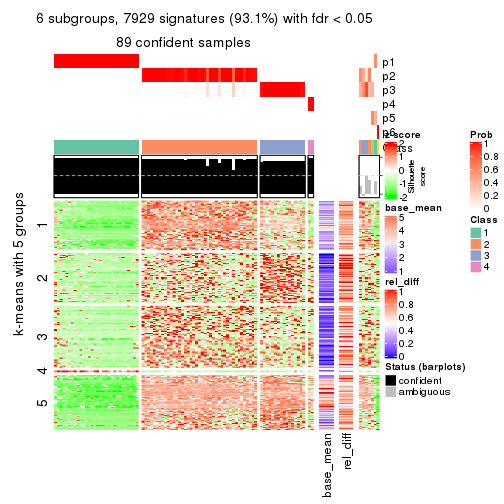 6 subgroups, 7929 signatures (93.1%) with fdr < 0.05
89 confident samples
p1
p2
p3
p4
p5
p6
Class
z-score
2
1
0
-1
-2
Silhouette
score
Prob
1
0.8
0.6
0.4
0.2
0
base_mean
5
4
3
2
1
Class
1
2
3
4
rel_diff
1
0.8
0.6
0.4
0.2
0
Status (barplots)
confident
ambiguous
k-means with 5 groups
1
2
3
4
5
base_mean
rel_diff